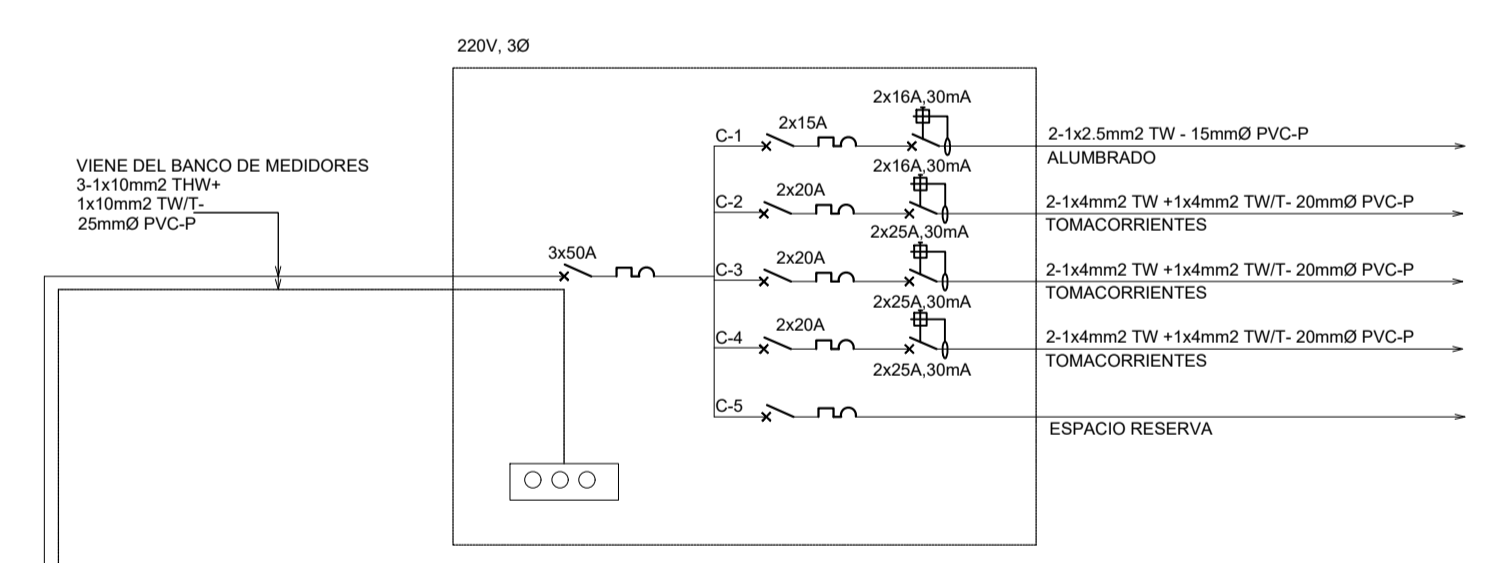 220V, 3Ø
VIENE DEL BANCO DE MEDIDORES
3-1x10mm2 THW+
1x10mm2 TW/T-
25mmØ PVC-P
3x50A
C-1
2x15A
2x16A,30mA
2-1x2.5mm2 TW - 15mmØ PVC-P
ALUMBRADO
C-2
2x20A
2x16A,30mA
2-1x4mm2 TW +1x4mm2 TW/T- 20mmØ PVC-P
TOMACORRIENTES
C-3
2x20A
2x25A,30mA
2-1x4mm2 TW +1x4mm2 TW/T- 20mmØ PVC-P
TOMACORRIENTES
C-4
2x20A
2x25A,30mA
2x25A,30mA
2-1x4mm2 TW +1x4mm2 TW/T- 20mmØ PVC-P
TOMACORRIENTES
C-5
ESPACIO RESERVA